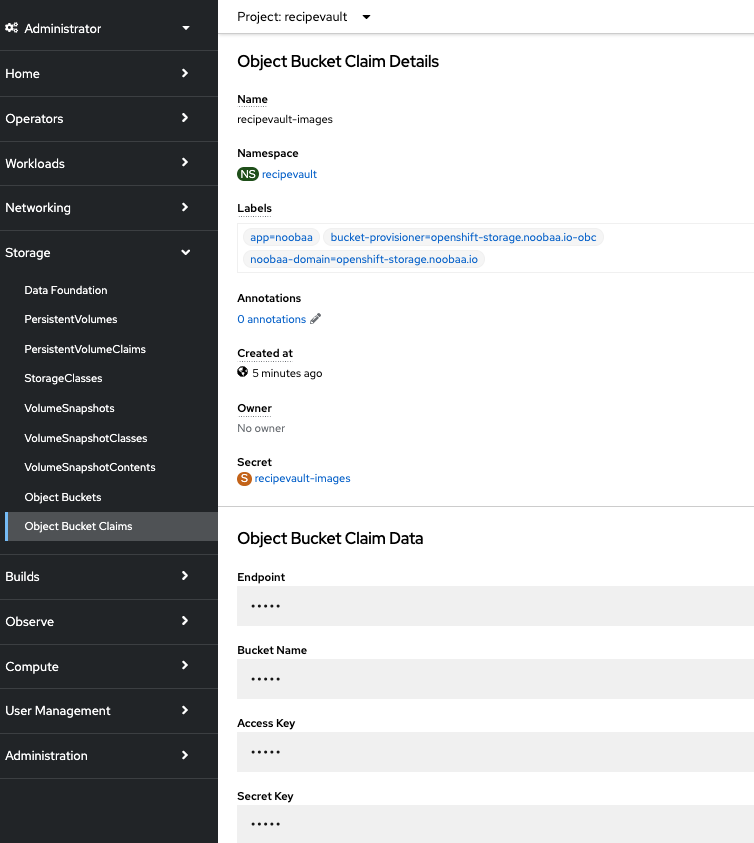 Administrator
Home
Operators
Workloads
Networking
Storage
Data Foundation
PersistentVolumes
PersistentVolumeClaims
StorageClasses
VolumeSnapshots
VolumeSnapshotClasses
VolumeSnapshotContents
Object Buckets
Object Bucket Claims
Builds
Observe
Compute
User Management
Administration
Project: recipevault
Object Bucket Claim Details
Name
recipevault-images
Namespace
NS recipevault
Labels
app=noobaa bucket-provisioner=openshift-storage.noobaa.io-obc
noobaa-domain=openshift-storage.noobaa.io
Annotations
0 annotations
Created at
5 minutes ago
Owner
No owner
Secret
S recipevault-images
Object Bucket Claim Data
Endpoint
•••••
Bucket Name
•••••
Access Key
•••••
Secret Key
•••••